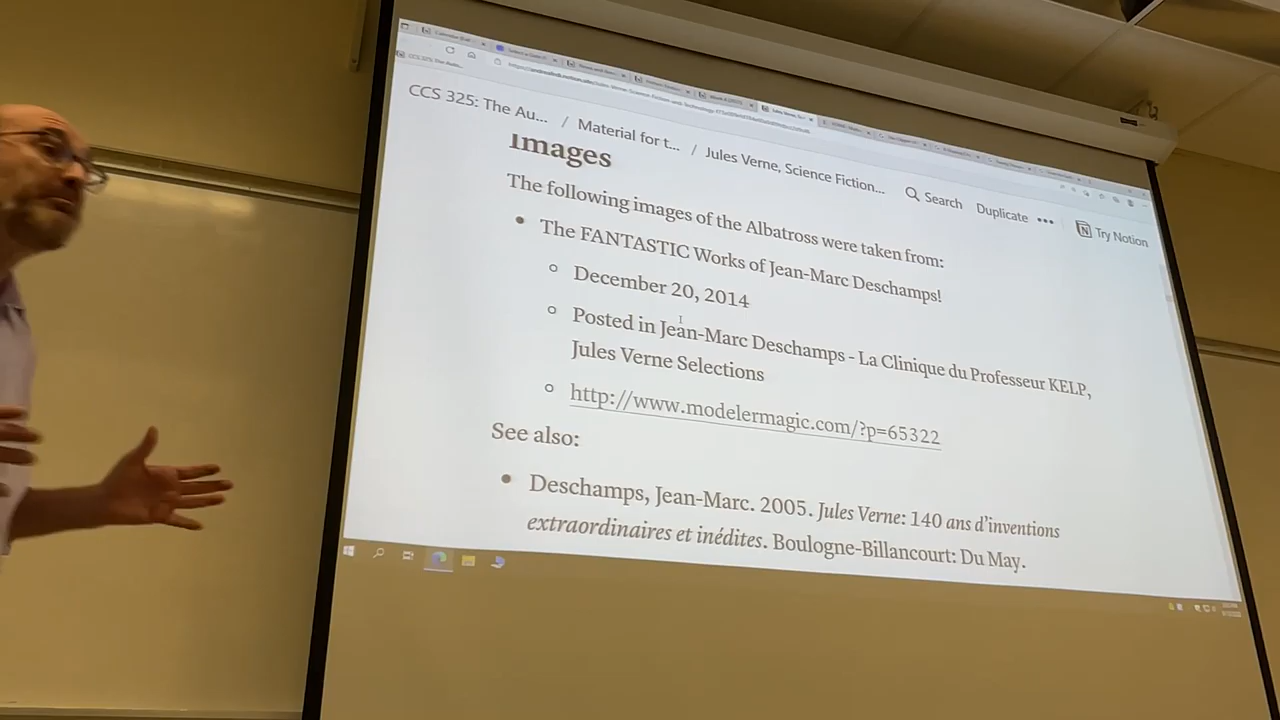 CCS 325: The Au... / Material for t... / Jules Verne, Science Fiction... Search Duplicate ••• Try Notion
Images
The following images of the Albatross were taken from:
• The FANTASTIC Works of Jean-Marc Deschamps!
◦ December 20, 2014
◦ Posted in Jean-Marc Deschamps - La Clinique du Professeur KELP,
Jules Verne Selections
◦ http://www.modelermagic.com/?p=65322
See also:
• Deschamps, Jean-Marc. 2005. Jules Verne: 140 ans d'inventions
extraordinaires et inédites. Boulogne-Billancourt: Du May.